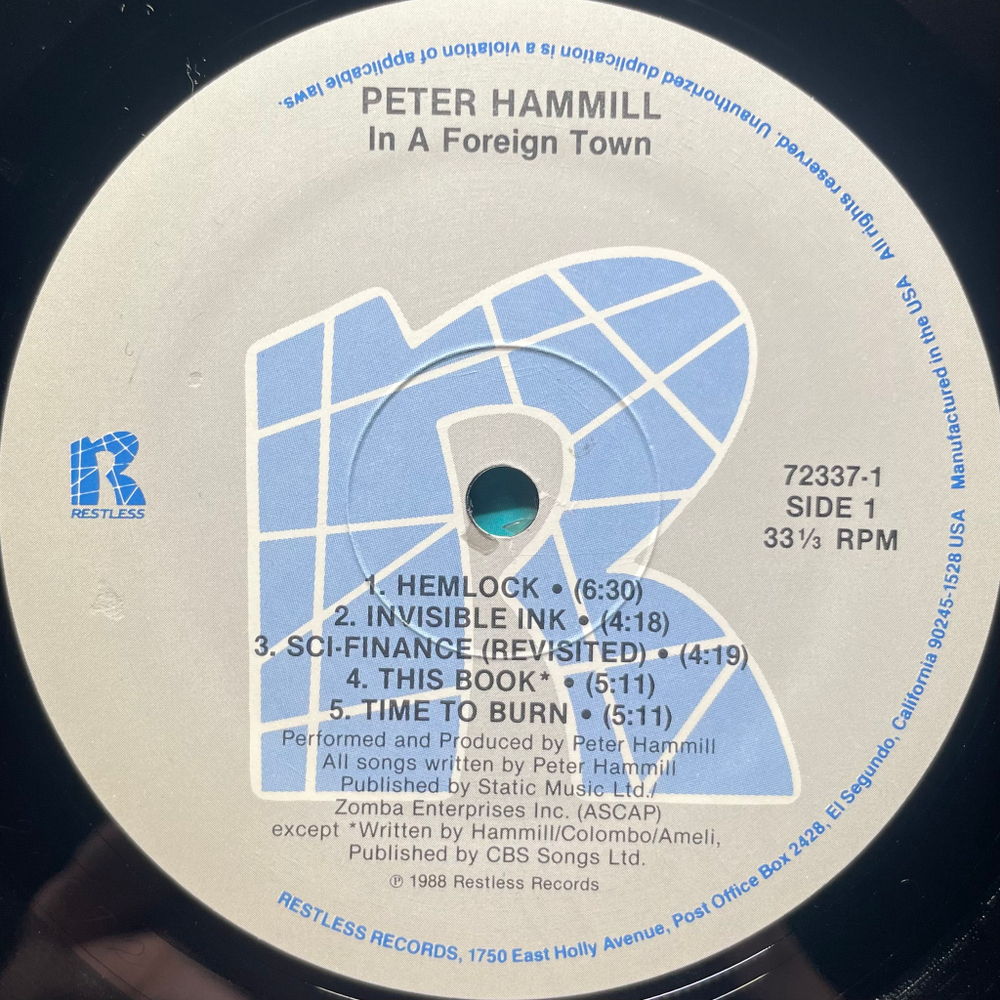 PETER HAMMILL
In A Foreign Town
RESTLESS
72337-1
SIDE 1
33⅓ RPM
1. HEMLOCK • (6:30)
2. INVISIBLE INK • (4:18)
3. SCI-FINANCE (REVISITED) • (4:19)
4. THIS BOOK* • (5:11)
5. TIME TO BURN • (5:11)
Performed and Produced by Peter Hammill
All songs written by Peter Hammill
Published by Static Music Ltd./
Zomba Enterprises Inc. (ASCAP)
except *Written by Hammill/Colombo/Ameli,
Published by CBS Songs Ltd.
℗ 1988 Restless Records
RESTLESS RECORDS, 1750 East Holly Avenue, Post Office Box 2428, El Segundo, California 90245-1528 USA Manufactured in the USA All rights reserved. Unauthorized duplication is a violation of applicable laws.